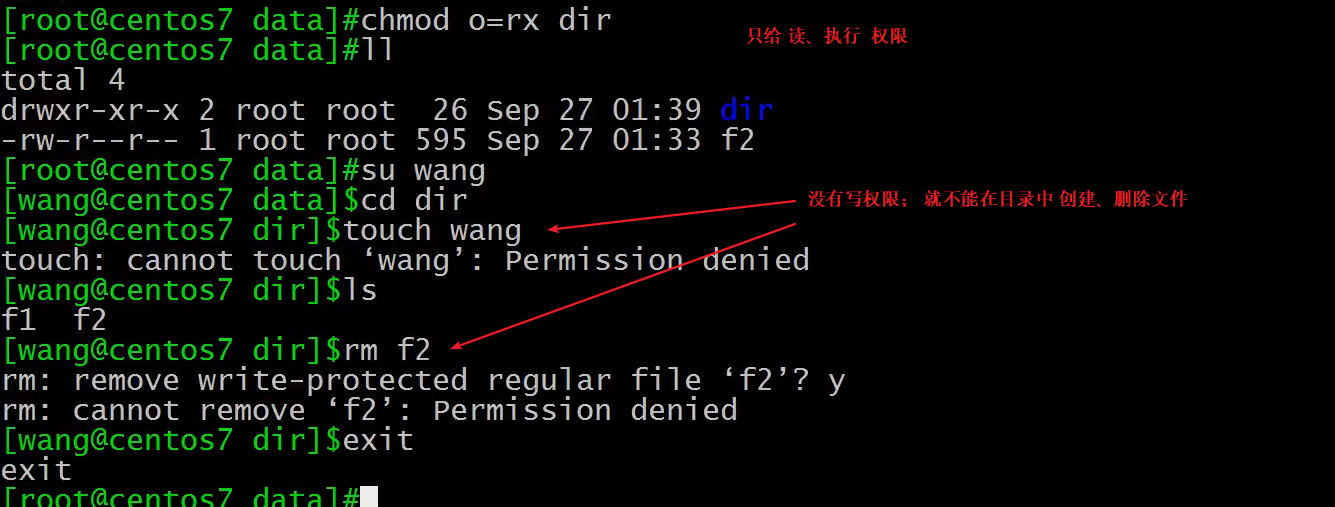 [root@centos7 data]#chmod o=rx dir
只给 读、执行 权限
[root@centos7 data]#ll
total 4
drwxr-xr-x 2 root root  26 Sep 27 01:39 dir
-rw-r--r-- 1 root root 595 Sep 27 01:33 f2
[root@centos7 data]#su wang
[wang@centos7 data]$cd dir
没有写权限； 就不能在目录中 创建、删除文件
[wang@centos7 dir]$touch wang
touch: cannot touch ‘wang’: Permission denied
[wang@centos7 dir]$ls
f1  f2
[wang@centos7 dir]$rm f2
rm: remove write-protected regular file ‘f2’? y
rm: cannot remove ‘f2’: Permission denied
[wang@centos7 dir]$exit
exit
[root@centos7 data]#